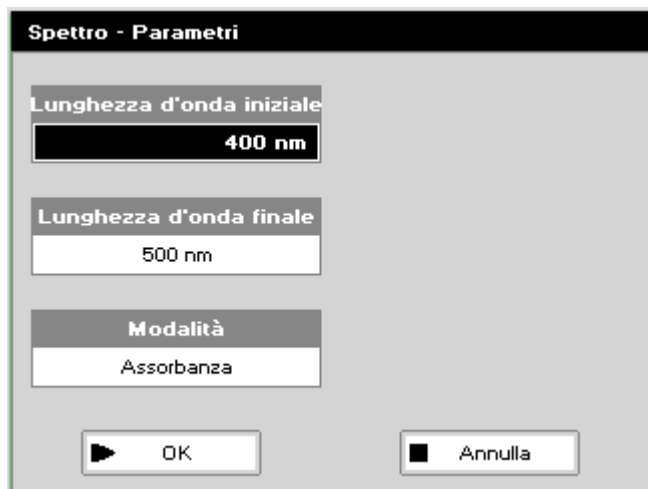 Spettro - Parametri
Lunghezza d'onda iniziale
400 nm
Lunghezza d'onda finale
500 nm
Modalità
Assorbanza
OK
Annulla